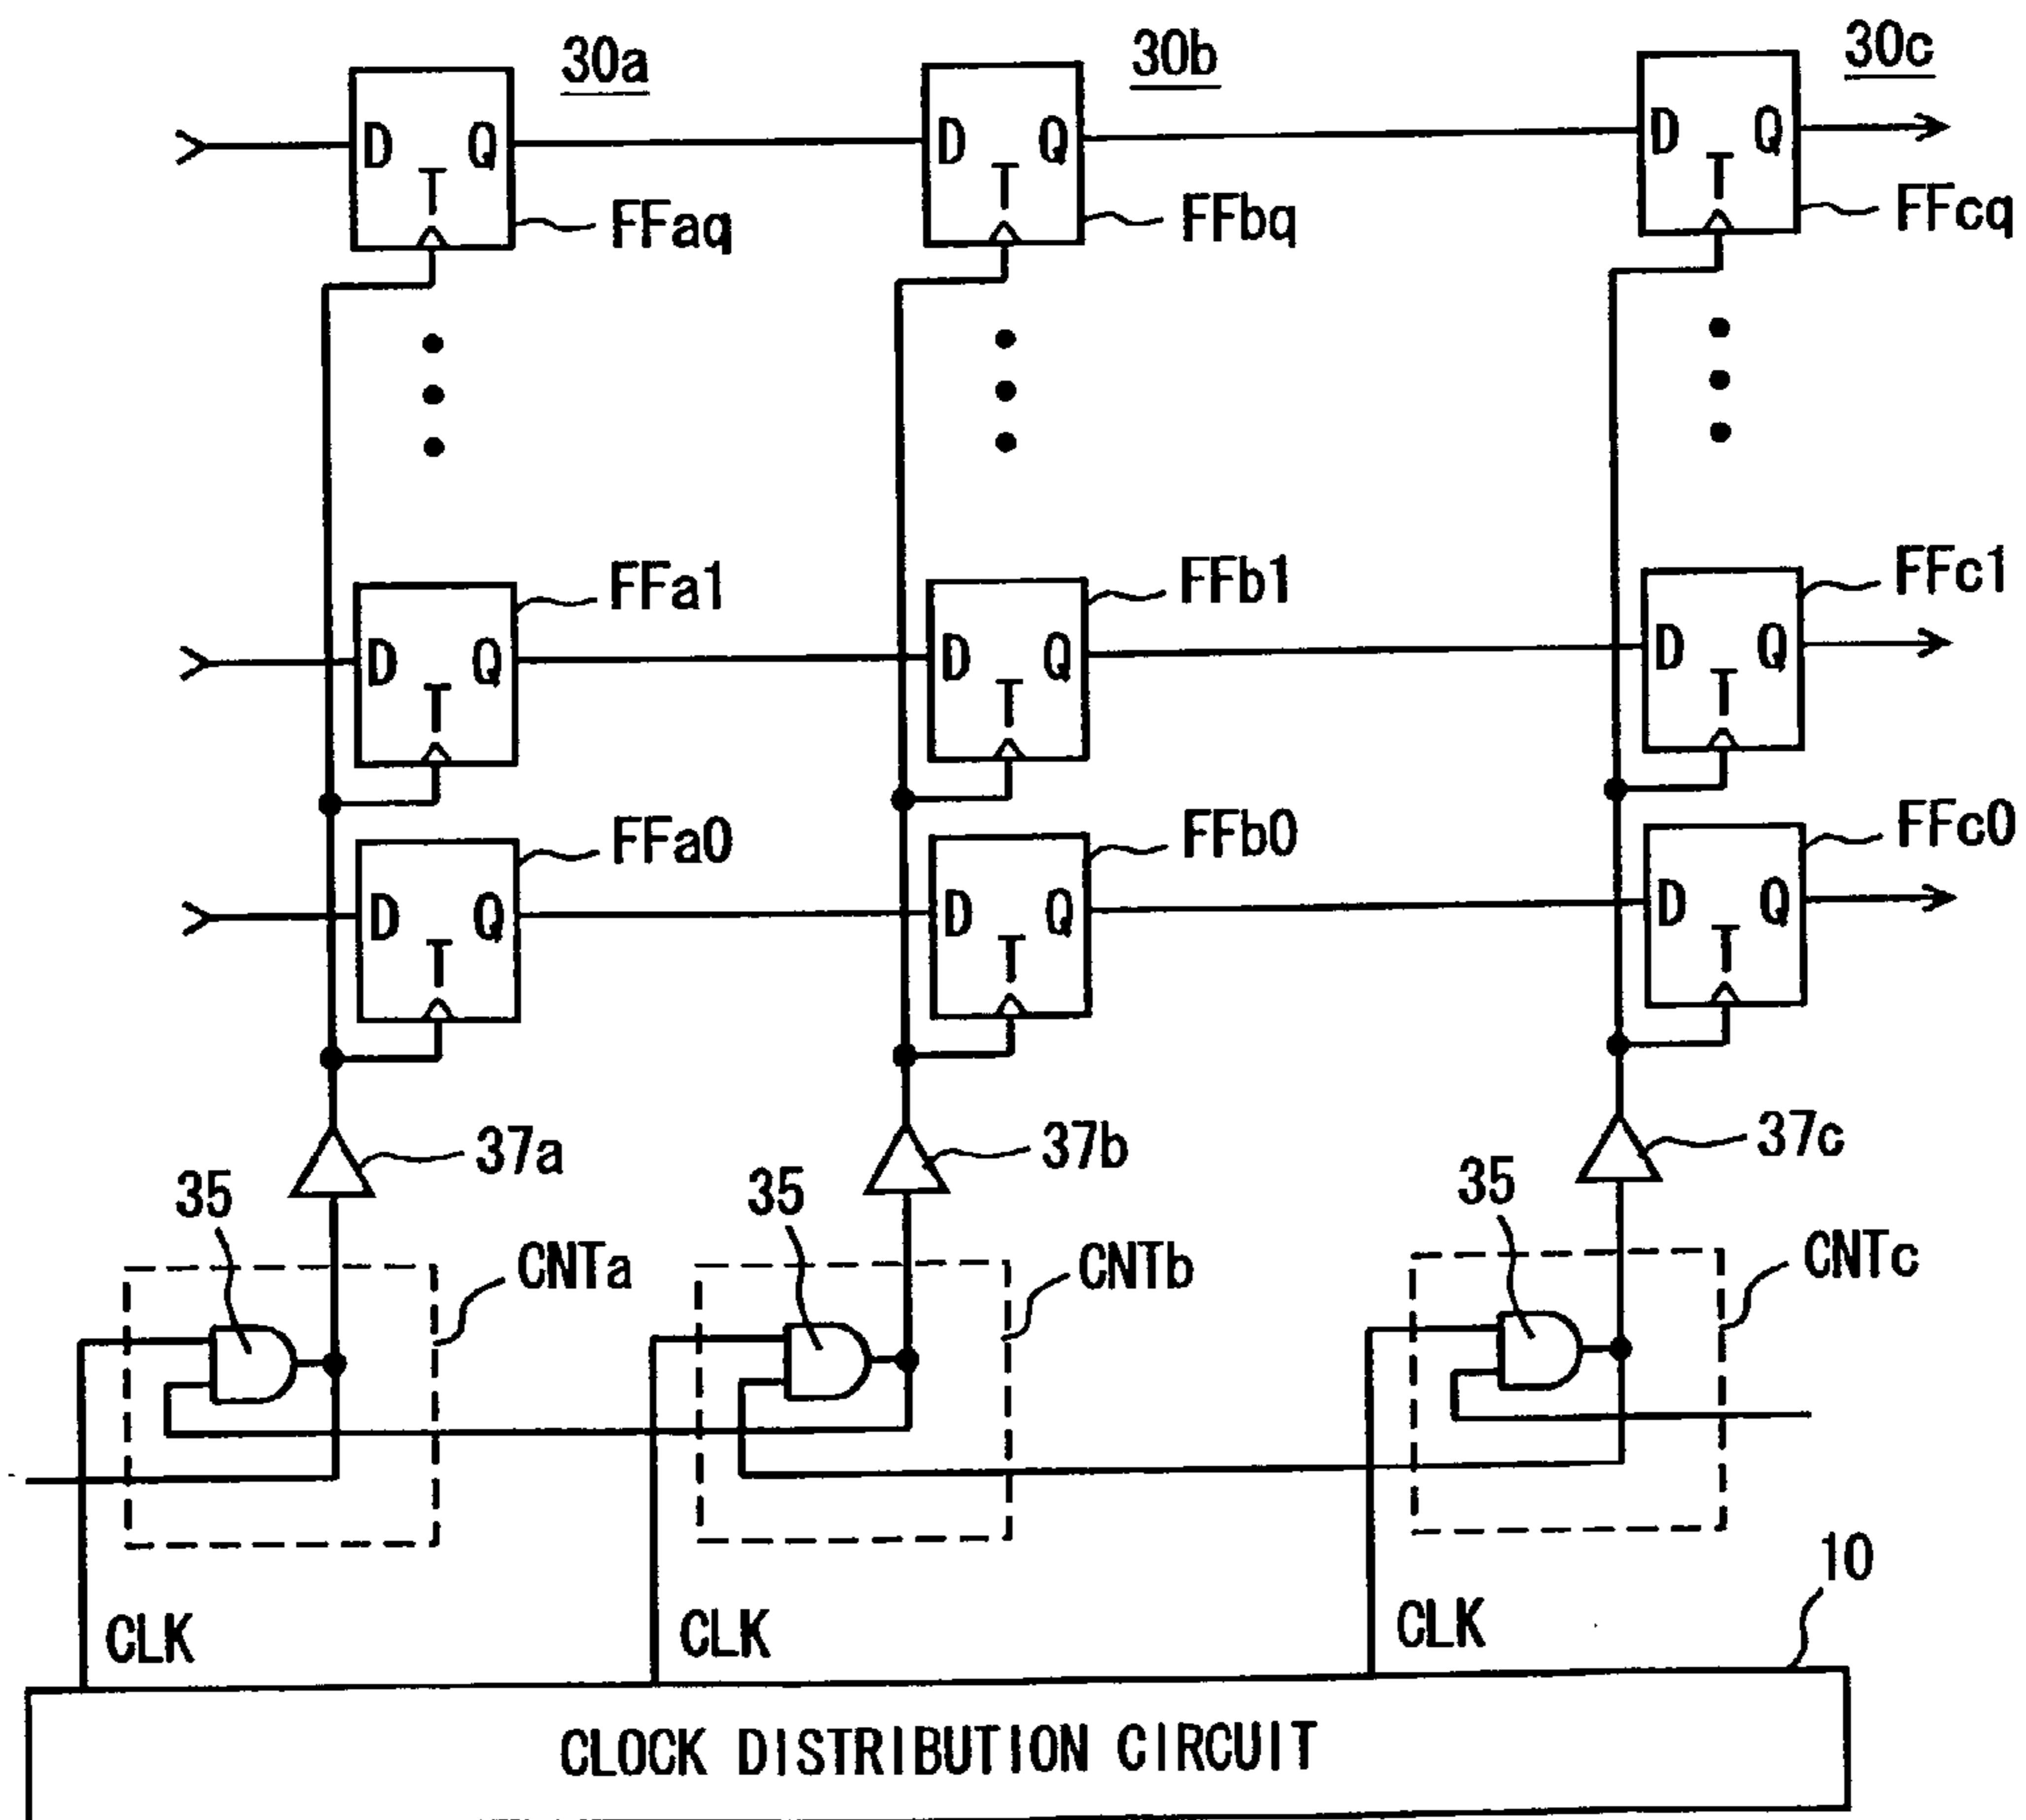 30a 30b 30c
D Q T D Q T D Q T
FFaq FFbq FFcq
FFa1 FFb1 FFc1
D Q T D Q T D Q T
FFa0 FFb0 FFc0
D Q T D Q T D Q T
37a 37b 37c
35 35 35
CNTa CNTb CNTc
10
CLK CLK CLK
CLOCK DISTRIBUTION CIRCUIT